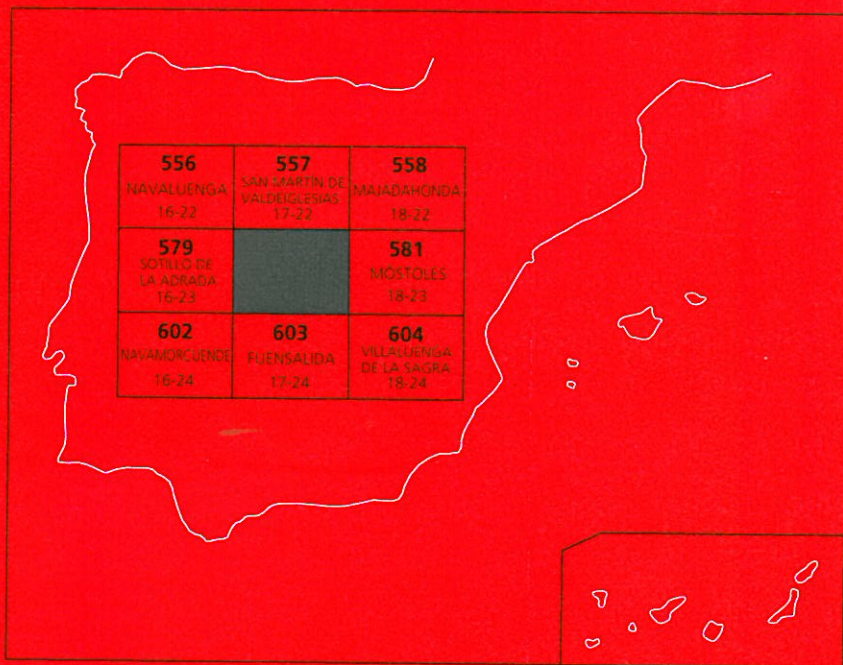 556
NAVALUENGA
16-22
557
SAN MARTÍN DE
VALDEIGLESIAS
17-22
558
MAJADAHONDA
18-22
579
SOTILLO DE
LA ADRADA
16-23
581
MÓSTOLES
18-23
602
NAVAMORCUENDE
16-24
603
FUENSALIDA
17-24
604
VILLALUENGA
DE LA SAGRA
18-24